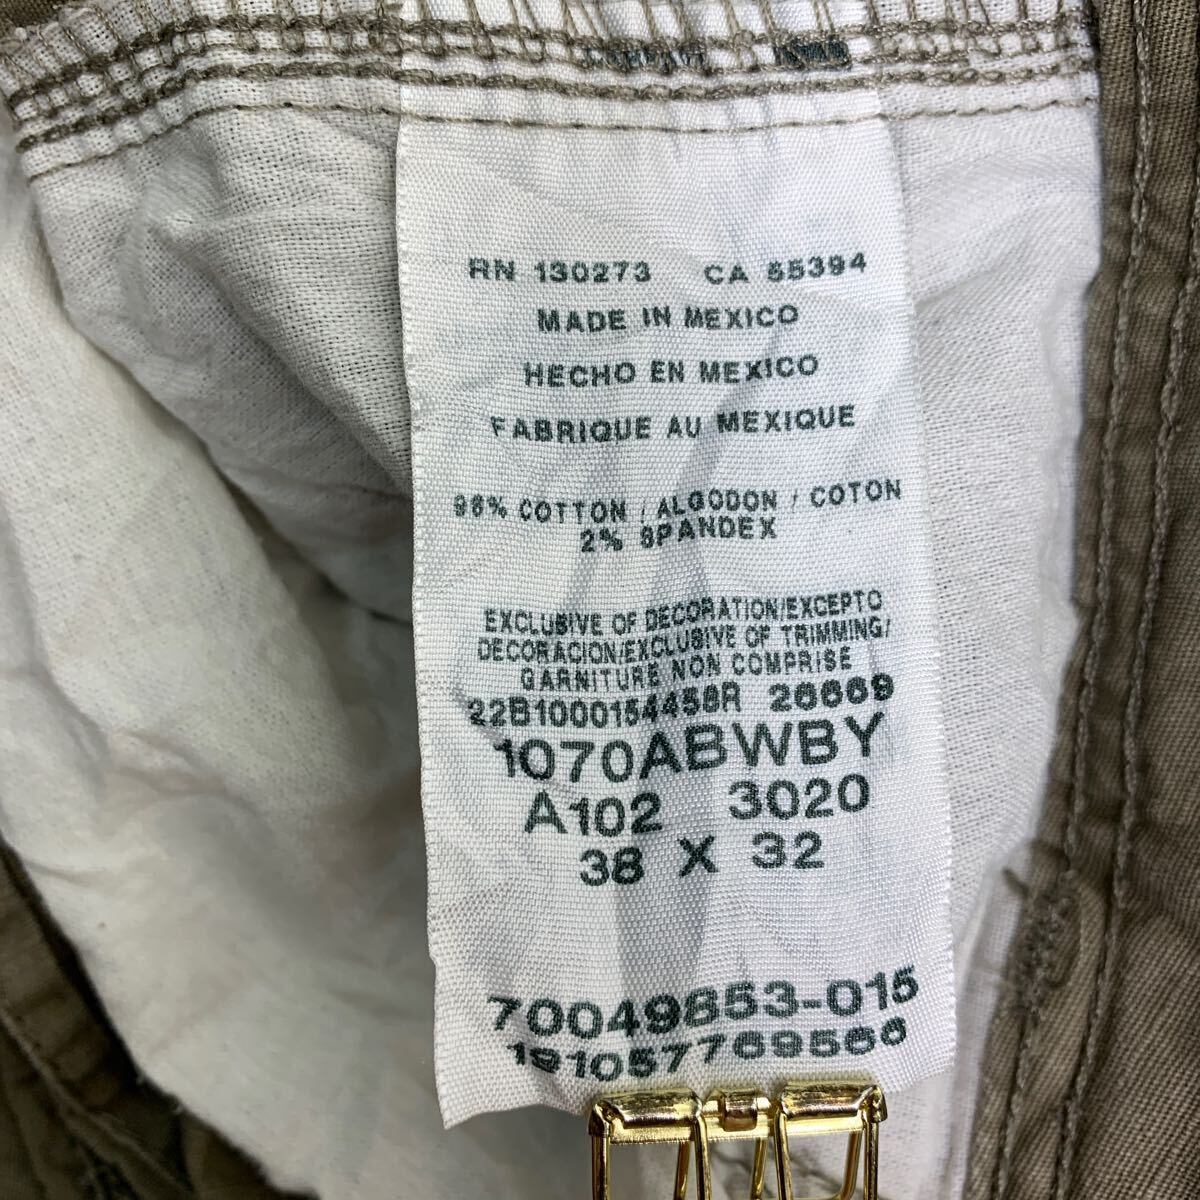 RN 130273 CA 55394
MADE IN MEXICO
HECHO EN MEXICO
FABRIQUE AU MEXIQUE
98% COTTON / ALGODON / COTON
2% SPANDEX
EXCLUSIVE OF DECORATION/EXCEPTO
DECORACION/EXCLUSIVE OF TRIMMING/
GARNITURE NON COMPRISE
22B1000154458R 26669
1070ABWBY
A102 3020
38 X 32
70049853-015
191057769566